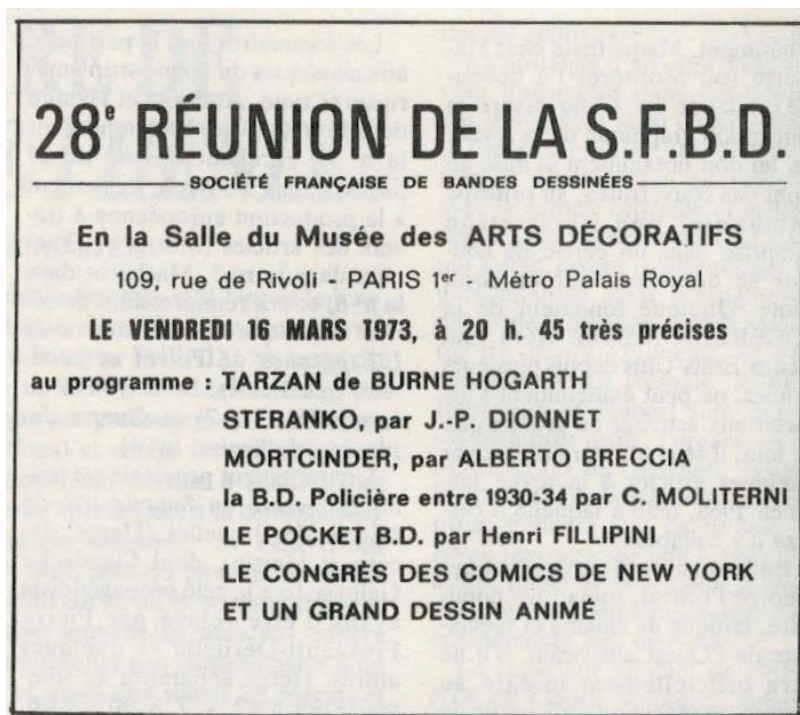 28e RÉUNION DE LA S.F.B.D.
SOCIÉTÉ FRANÇAISE DE BANDES DESSINÉES
En la Salle du Musée des ARTS DÉCORATIFS
109, rue de Rivoli - PARIS 1er - Métro Palais Royal
LE VENDREDI 16 MARS 1973, à 20 h. 45 très précises
au programme : TARZAN de BURNE HOGARTH
STERANKO, par J.-P. DIONNET
MORTCINDER, par ALBERTO BRECCIA
la B.D. Policière entre 1930-34 par C. MOLITERNI
LE POCKET B.D. par Henri FILLIPINI
LE CONGRÈS DES COMICS DE NEW YORK
ET UN GRAND DESSIN ANIMÉ